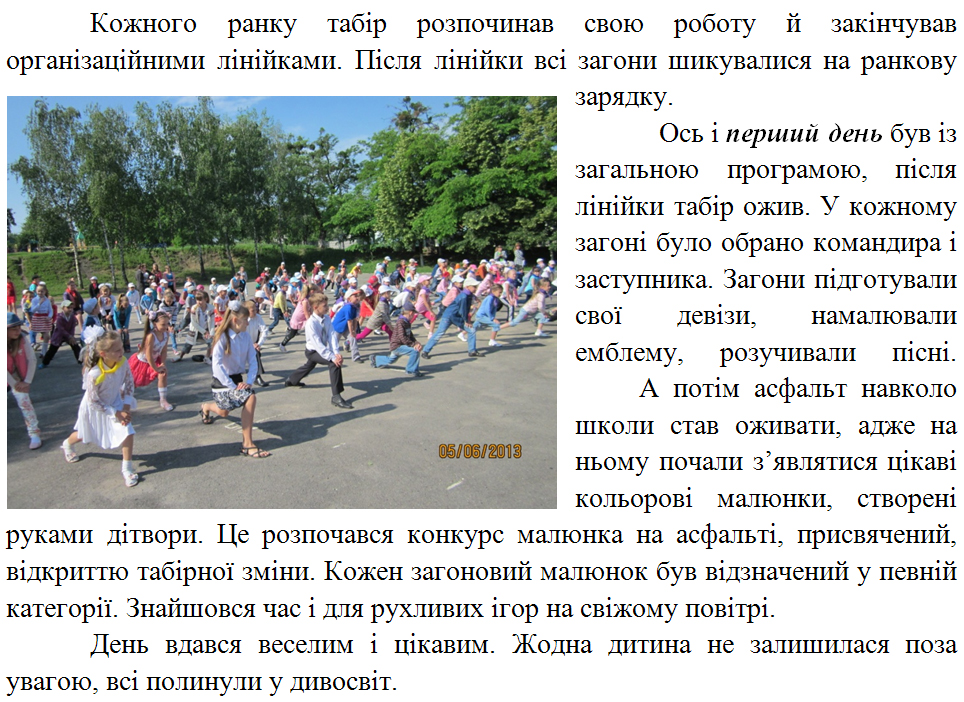 Кожного ранку табір розпочинав свою роботу й закінчував
організаційними лінійками. Після лінійки всі загони шикувалися на ранкову
зарядку.
Ось і перший день був із
загальною програмою, після
лінійки табір ожив. У кожному
загоні було обрано командира і
заступника. Загони підготували
свої девізи, намалювали
емблему, розучивали пісні.
А потім асфальт навколо
школи став оживати, адже на
ньому почали з’являтися цікаві
кольорові малюнки, створені
05/06/2013
руками дітвори. Це розпочався конкурс малюнка на асфальті, присвячений,
відкриттю табірної зміни. Кожен загоновий малюнок був відзначений у певній
категорії. Знайшовся час і для рухливих ігор на свіжому повітрі.
День вдався веселим і цікавим. Жодна дитина не залишилася поза
увагою, всі полинули у дивосвіт.